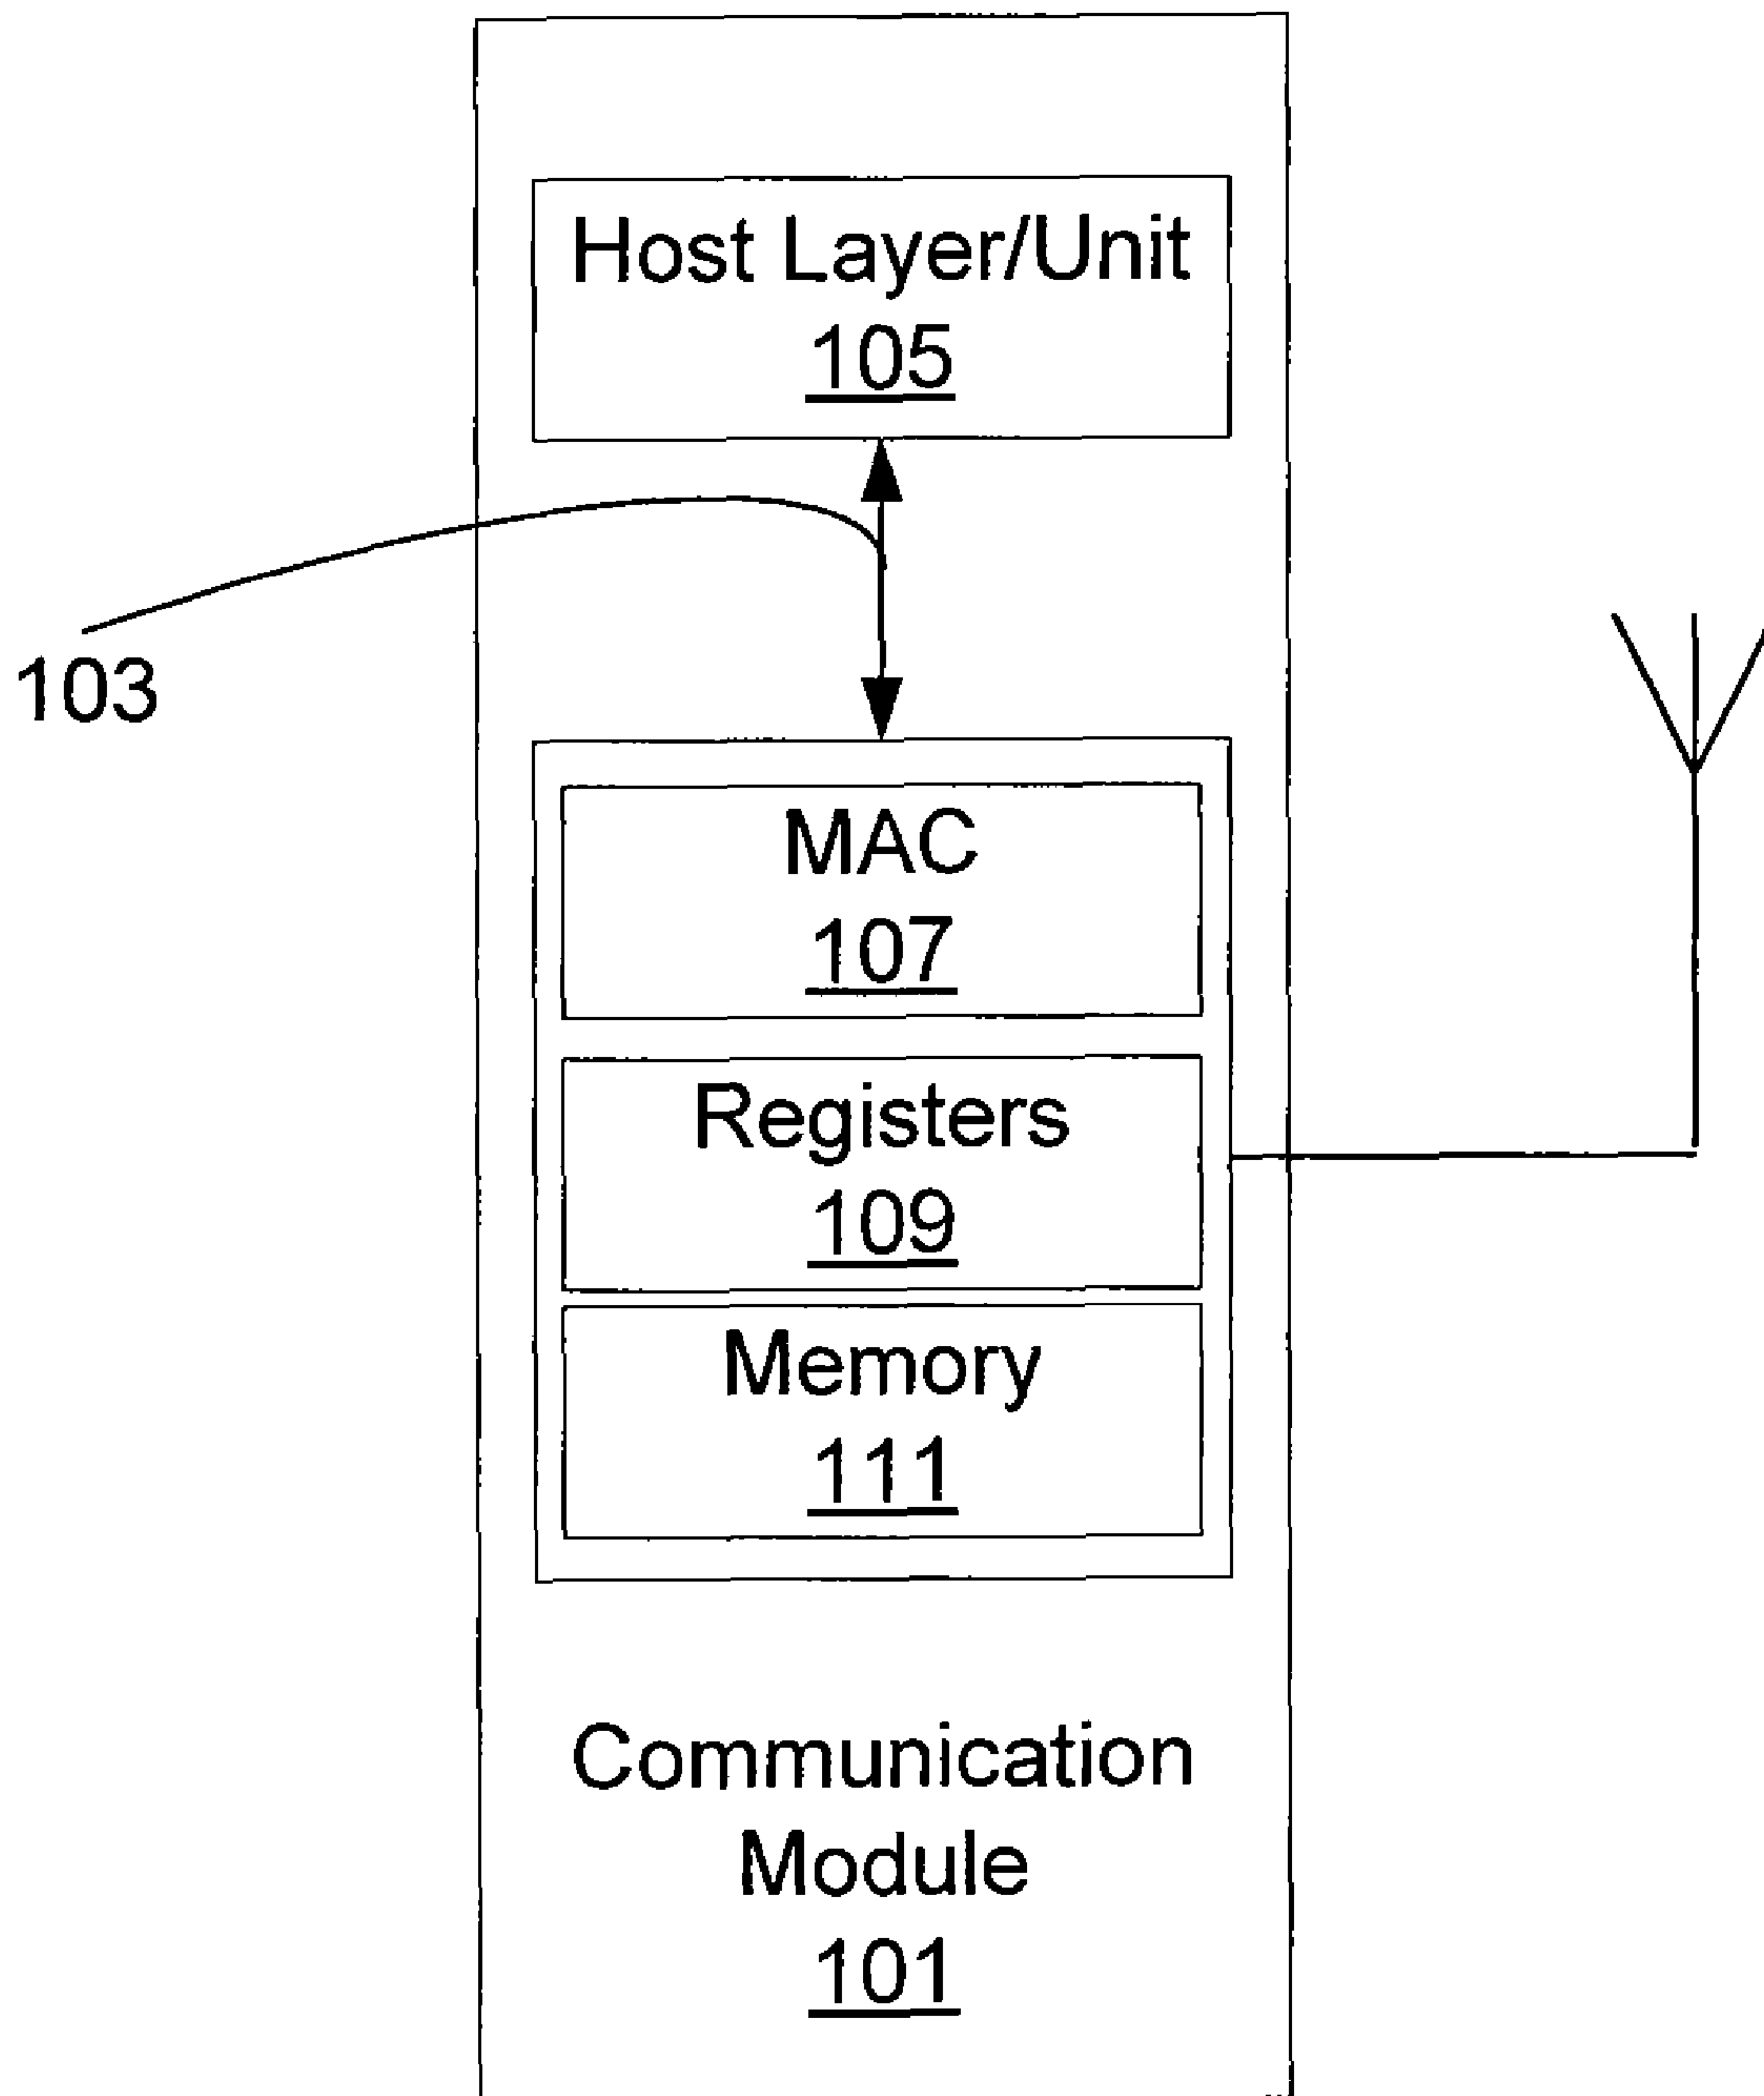 Host Layer/Unit
105
103
MAC
107
Registers
109
Memory
111
Communication
Module
101